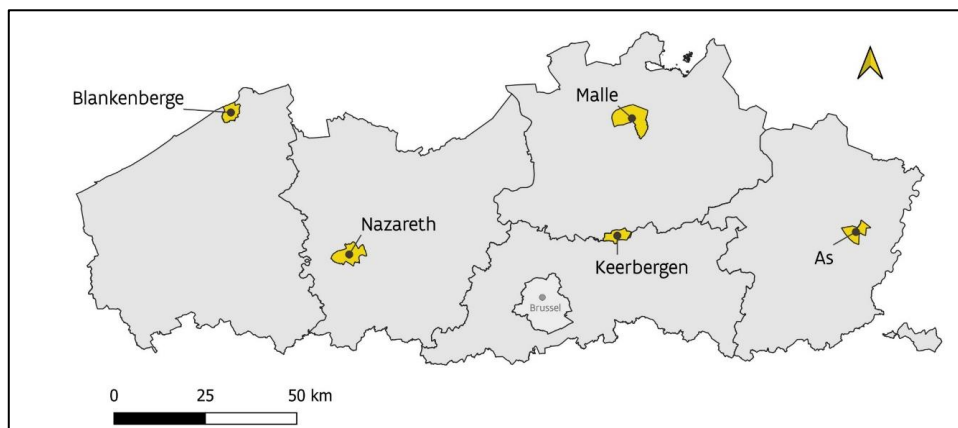 Blankenberge
Malle
Nazareth
Keerbergen
As
Brussel
0 25 50 km